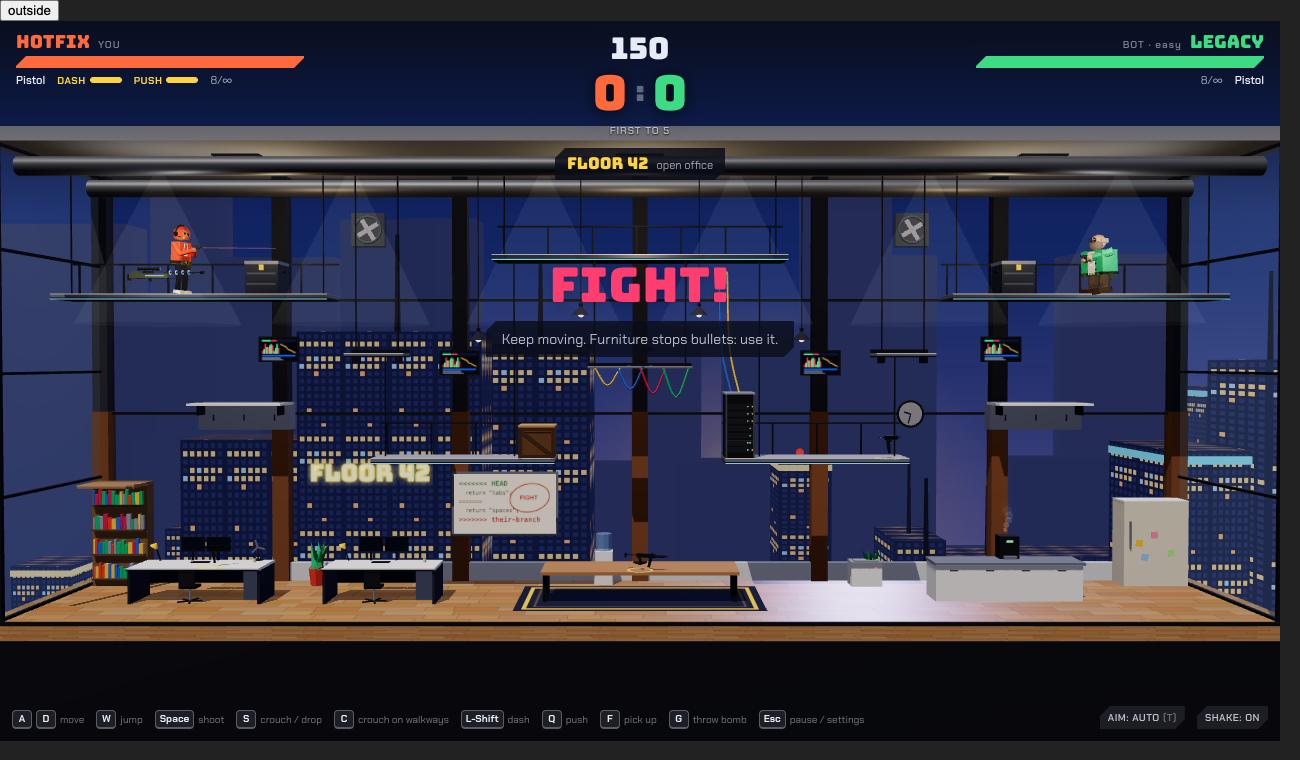 outside
HOTFIX YOU
150
BOT · easy LEGACY
Pistol DASH PUSH 8/∞
0 : 0
8/∞ Pistol
FIRST TO 5
FLOOR 42 open office
FIGHT!
Keep moving. Furniture stops bullets: use it.
FLOOR 42
<<<<<<< HEAD
return "tabs"
=======
return "spaces"
>>>>>>> their-branch
FIGHT
A D move W jump Space shoot S crouch / drop C crouch on walkways L-Shift dash Q push F pick up G throw bomb Esc pause / settings
AIM: AUTO [T] SHAKE: ON